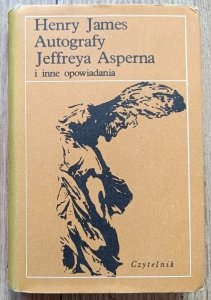 Henry James
Autografy
Jeffreya Asperna
i inne opowiadania
Czytelnik